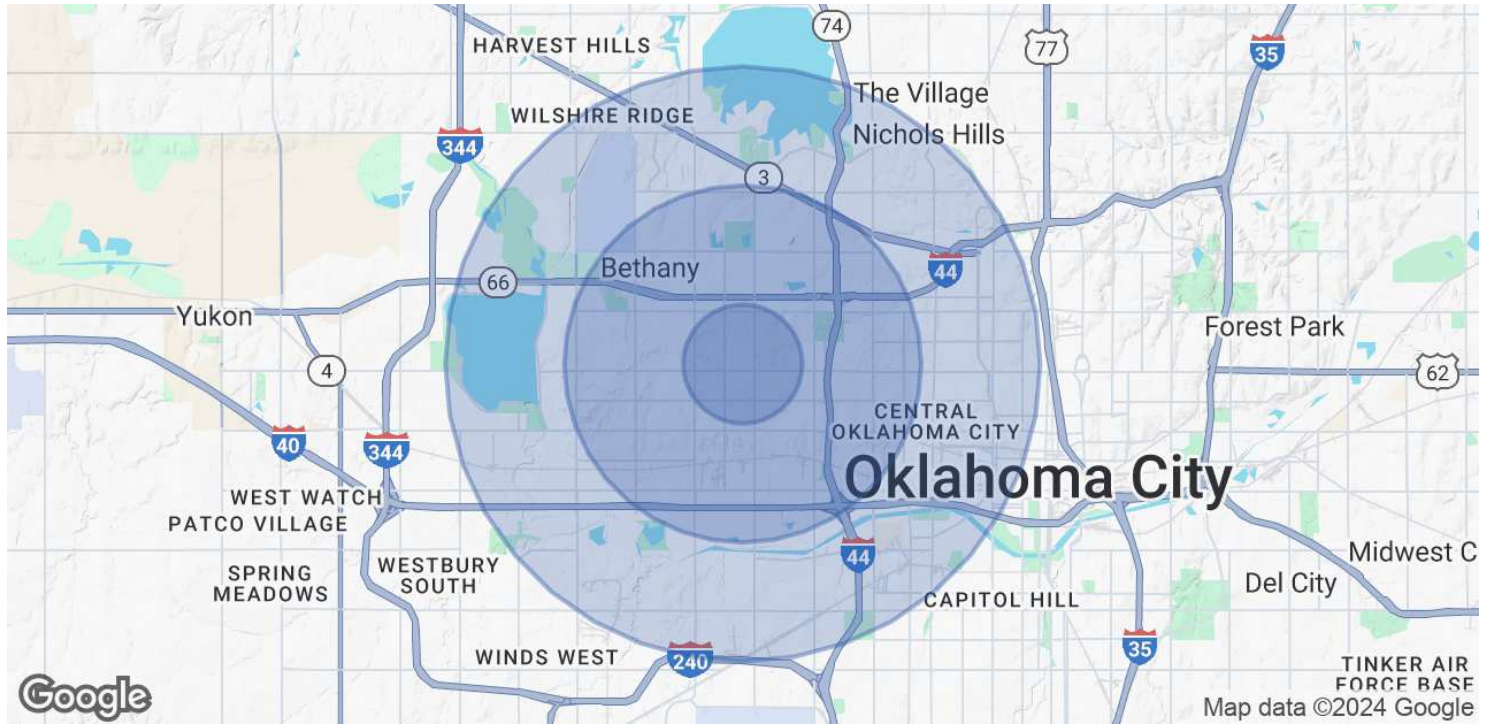 74
77
35
HARVEST HILLS
The Village
WILSHIRE RIDGE
Nichols Hills
344
3
Bethany
44
66
Yukon
Forest Park
4
62
CENTRAL
OKLAHOMA CITY
40
344
Oklahoma City
WEST WATCH
PATCO VILLAGE
44
Midwest C
WESTBURY
SOUTH
SPRING
MEADOWS
Del City
CAPITOL HILL
35
WINDS WEST
240
TINKER AIR
FORCE BASE
Google
Map data ©2024 Google